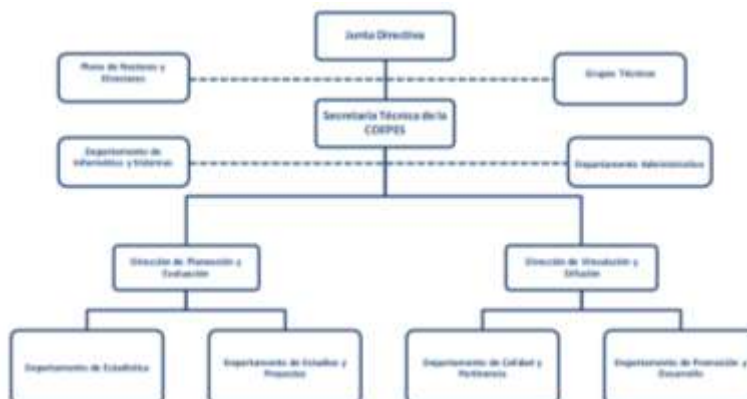 Junta Directiva
Pleno de Rectores y
Directores
Grupos Técnicos
Secretaría Técnica de la
COEPES
Departamento de
Informática y Sistemas
Departamento Administrativo
Dirección de Planeación y
Evaluación
Dirección de Vinculación y
Difusión
Departamento de Estadística
Departamento de Estudios y
Proyectos
Departamento de Calidad y
Pertinencia
Departamento de Promoción y
Desarrollo